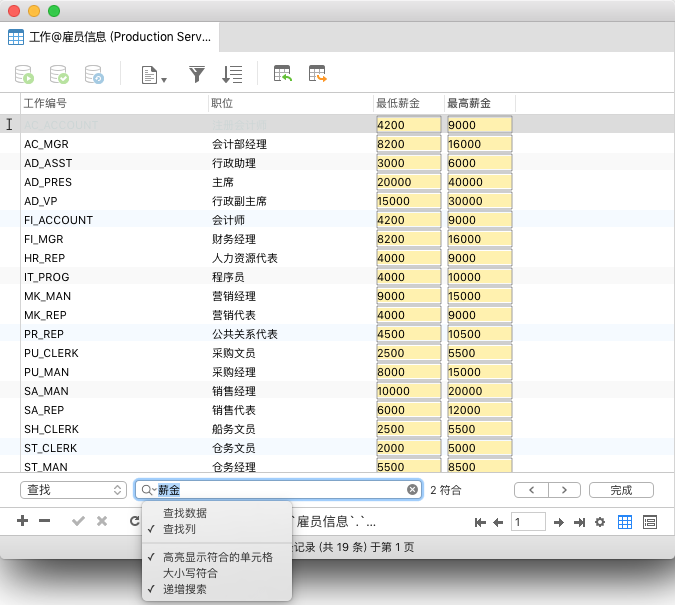 工作@雇员信息 (Production Serv...
工作编号 职位 最低薪金 最高薪金
AC_ACCOUNT 注册会计师 4200 9000
AC_MGR 会计部经理 8200 16000
AD_ASST 行政助理 3000 6000
AD_PRES 主席 20000 40000
AD_VP 行政副主席 15000 30000
FI_ACCOUNT 会计师 4200 9000
FI_MGR 财务经理 8200 16000
HR_REP 人力资源代表 4000 9000
IT_PROG 程序员 4000 10000
MK_MAN 营销经理 9000 15000
MK_REP 营销代表 4000 9000
PR_REP 公共关系代表 4500 10500
PU_CLERK 采购文员 2500 5500
PU_MAN 采购经理 8000 15000
SA_MAN 销售经理 10000 20000
SA_REP 销售代表 6000 12000
SH_CLERK 船务文员 2500 5500
ST_CLERK 仓务文员 2000 5000
ST_MAN 仓务经理 5500 8500
查找 薪金 2 符合 完成
查找数据
`雇员信息`.`... 1
查找列
记录 (共 19 条) 于第 1 页
高亮显示符合的单元格
大小写符合
递增搜索